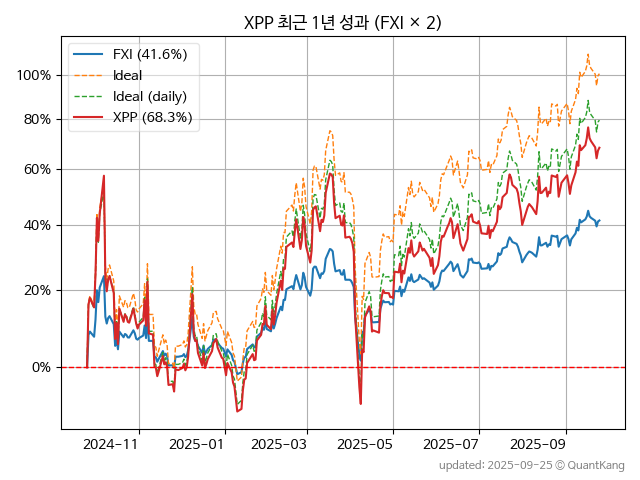 XPP 최근 1년 성과 (FXI × 2)
FXI (41.6%)
Ideal
Ideal (daily)
XPP (68.3%)
100%
80%
60%
40%
20%
0%
2024-11 2025-01 2025-03 2025-05 2025-07 2025-09
updated: 2025-09-25 © QuantKang